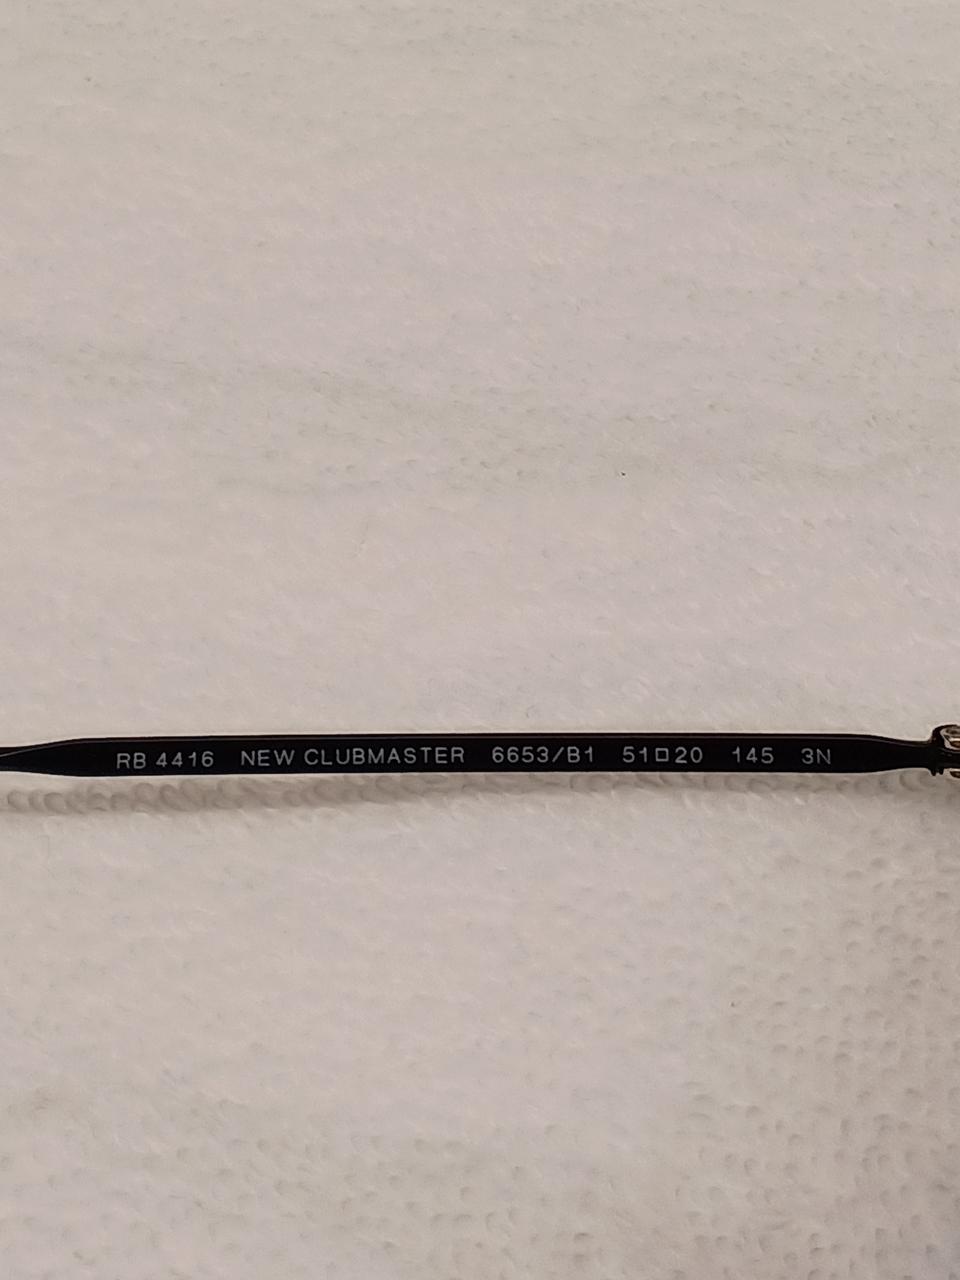 RB 4416 NEW CLUBMASTER 6653/B1 51□20 145 3N